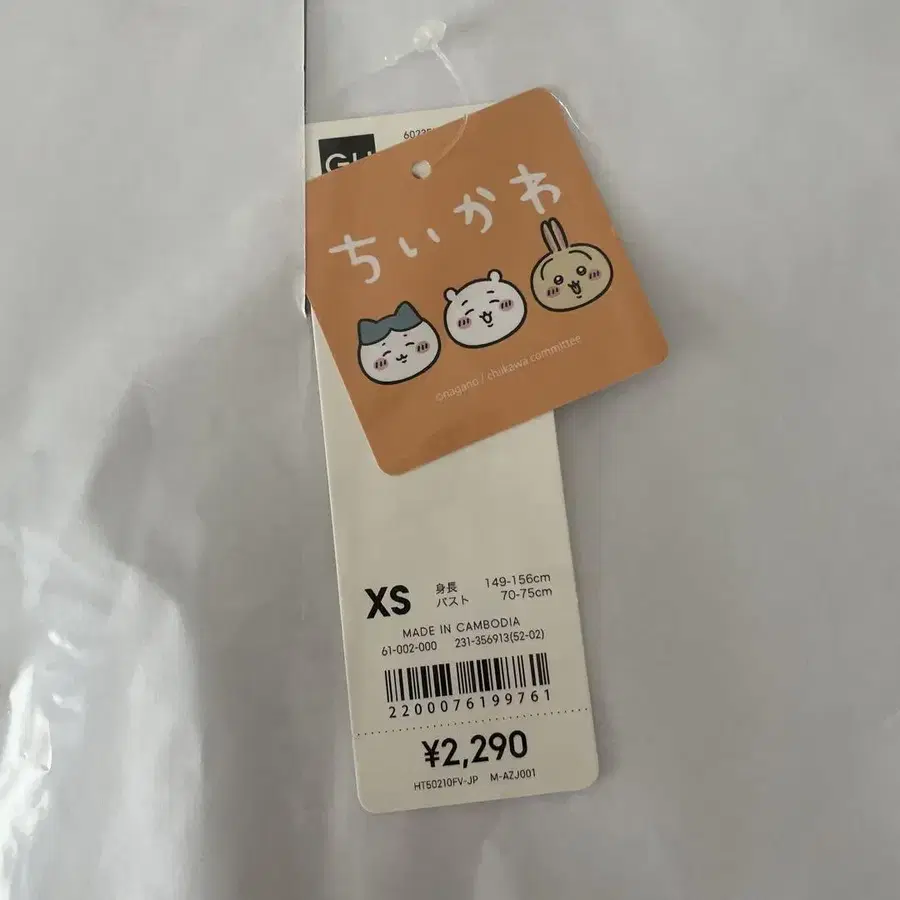 GU
ちいかわ
©nagano / chiikawa committee
XS
身長 149-156cm
バスト 70-75cm
MADE IN CAMBODIA
61-002-000 231-356913(52-02)
2200076199761
¥2,290
HT50210FV-JP M-AZJ001